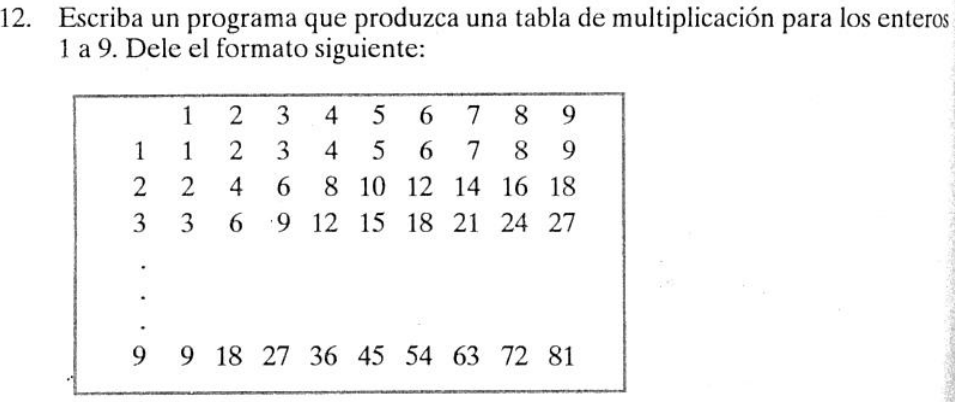 12. Escriba un programa que produzca una tabla de multiplicación para los enteros
1 a 9. Dele el formato siguiente:
1 2 3 4 5 6 7 8 9
1 1 2 3 4 5 6 7 8 9
2 2 4 6 8 10 12 14 16 18
3 3 6 9 12 15 18 21 24 27
.
.
.
9 9 18 27 36 45 54 63 72 81